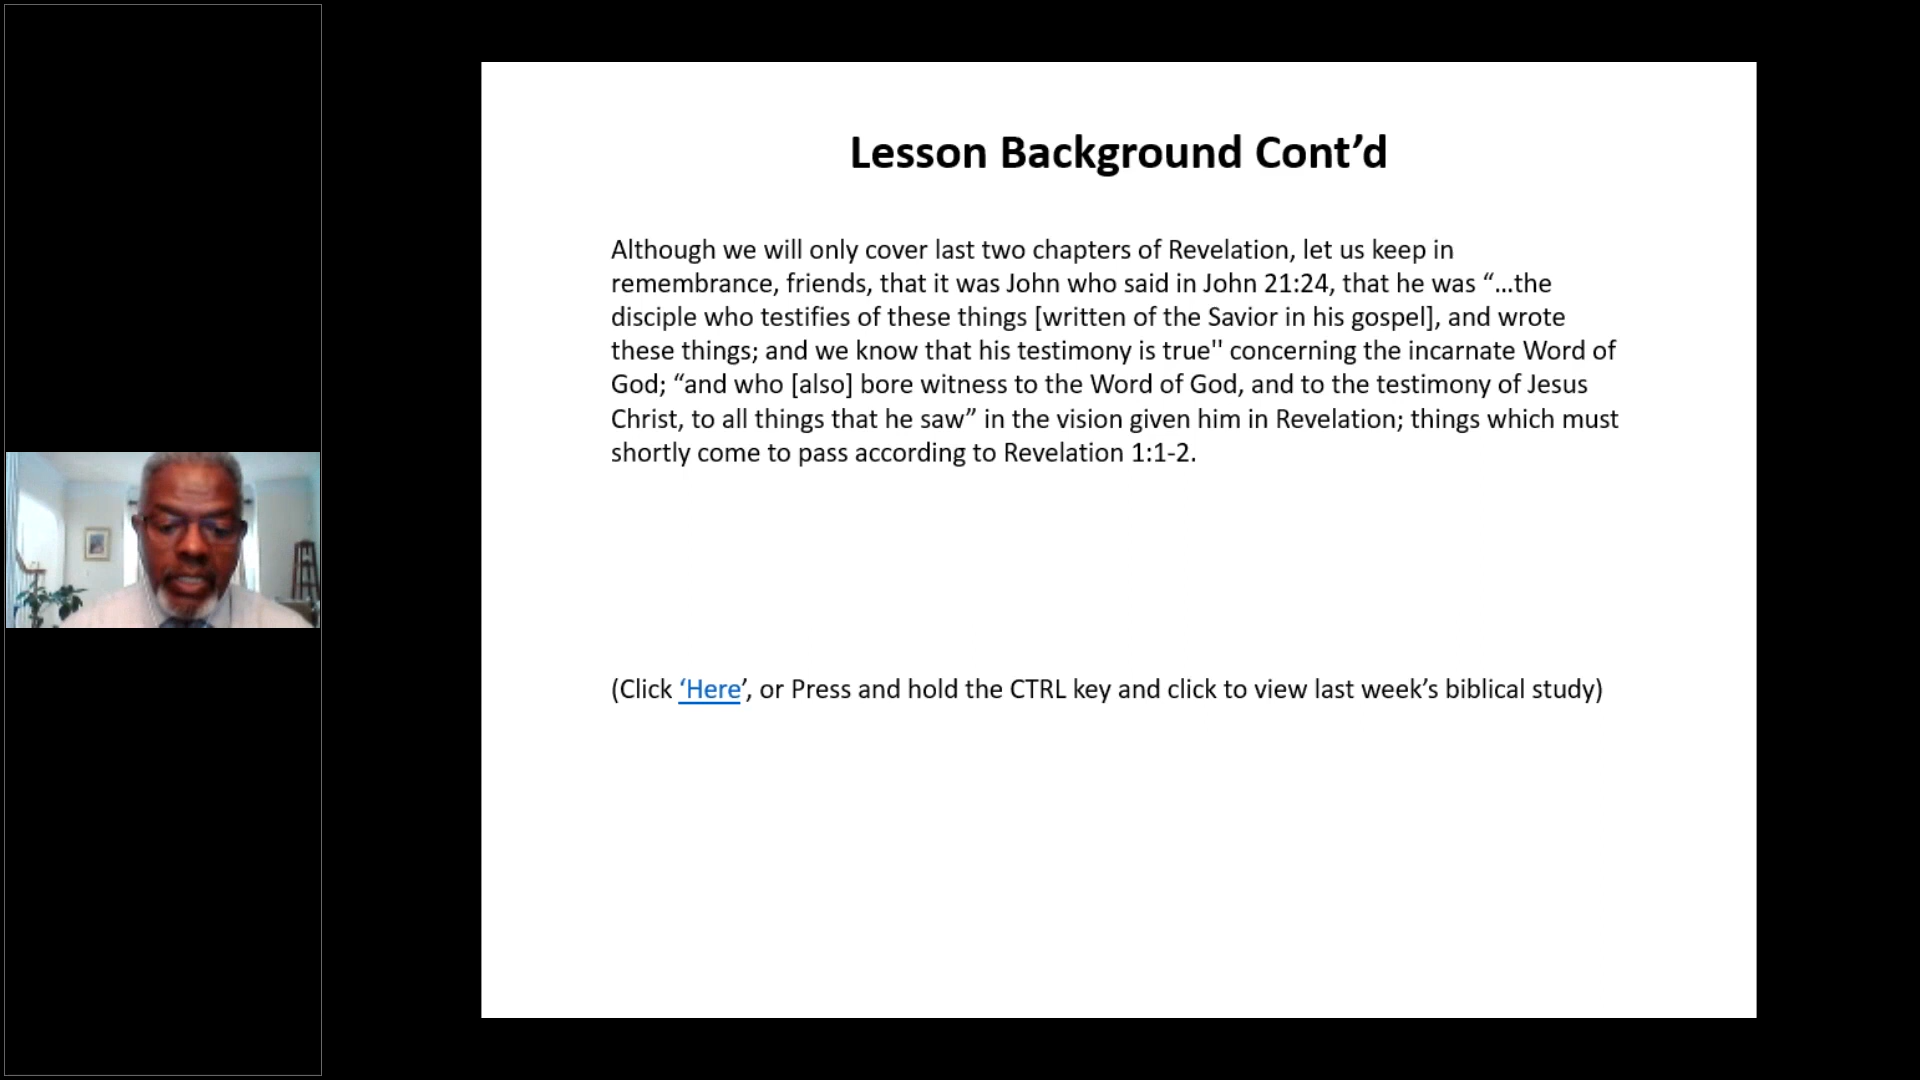 Lesson Background Cont’d
Although we will only cover last two chapters of Revelation, let us keep in
remembrance, friends, that it was John who said in John 21:24, that he was “…the
disciple who testifies of these things [written of the Savior in his gospel], and wrote
these things; and we know that his testimony is true" concerning the incarnate Word of
God; “and who [also] bore witness to the Word of God, and to the testimony of Jesus
Christ, to all things that he saw” in the vision given him in Revelation; things which must
shortly come to pass according to Revelation 1:1-2.
(Click ‘Here’, or Press and hold the CTRL key and click to view last week’s biblical study)